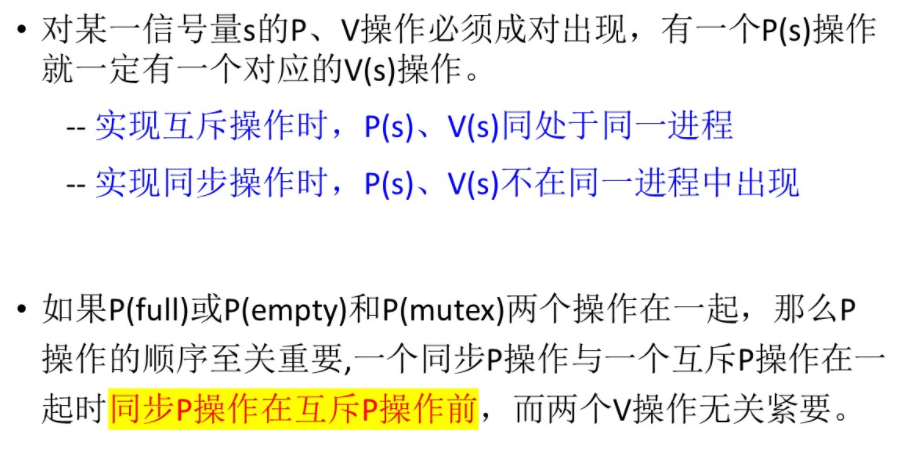 • 对某一信号量s的P、V操作必须成对出现，有一个P(s)操作
就一定有一个对应的V(s)操作。
-- 实现互斥操作时，P(s)、V(s)同处于同一进程
-- 实现同步操作时，P(s)、V(s)不在同一进程中出现
• 如果P(full)或P(empty)和P(mutex)两个操作在一起，那么P
操作的顺序至关重要,一个同步P操作与一个互斥P操作在一
起时同步P操作在互斥P操作前，而两个V操作无关紧要。